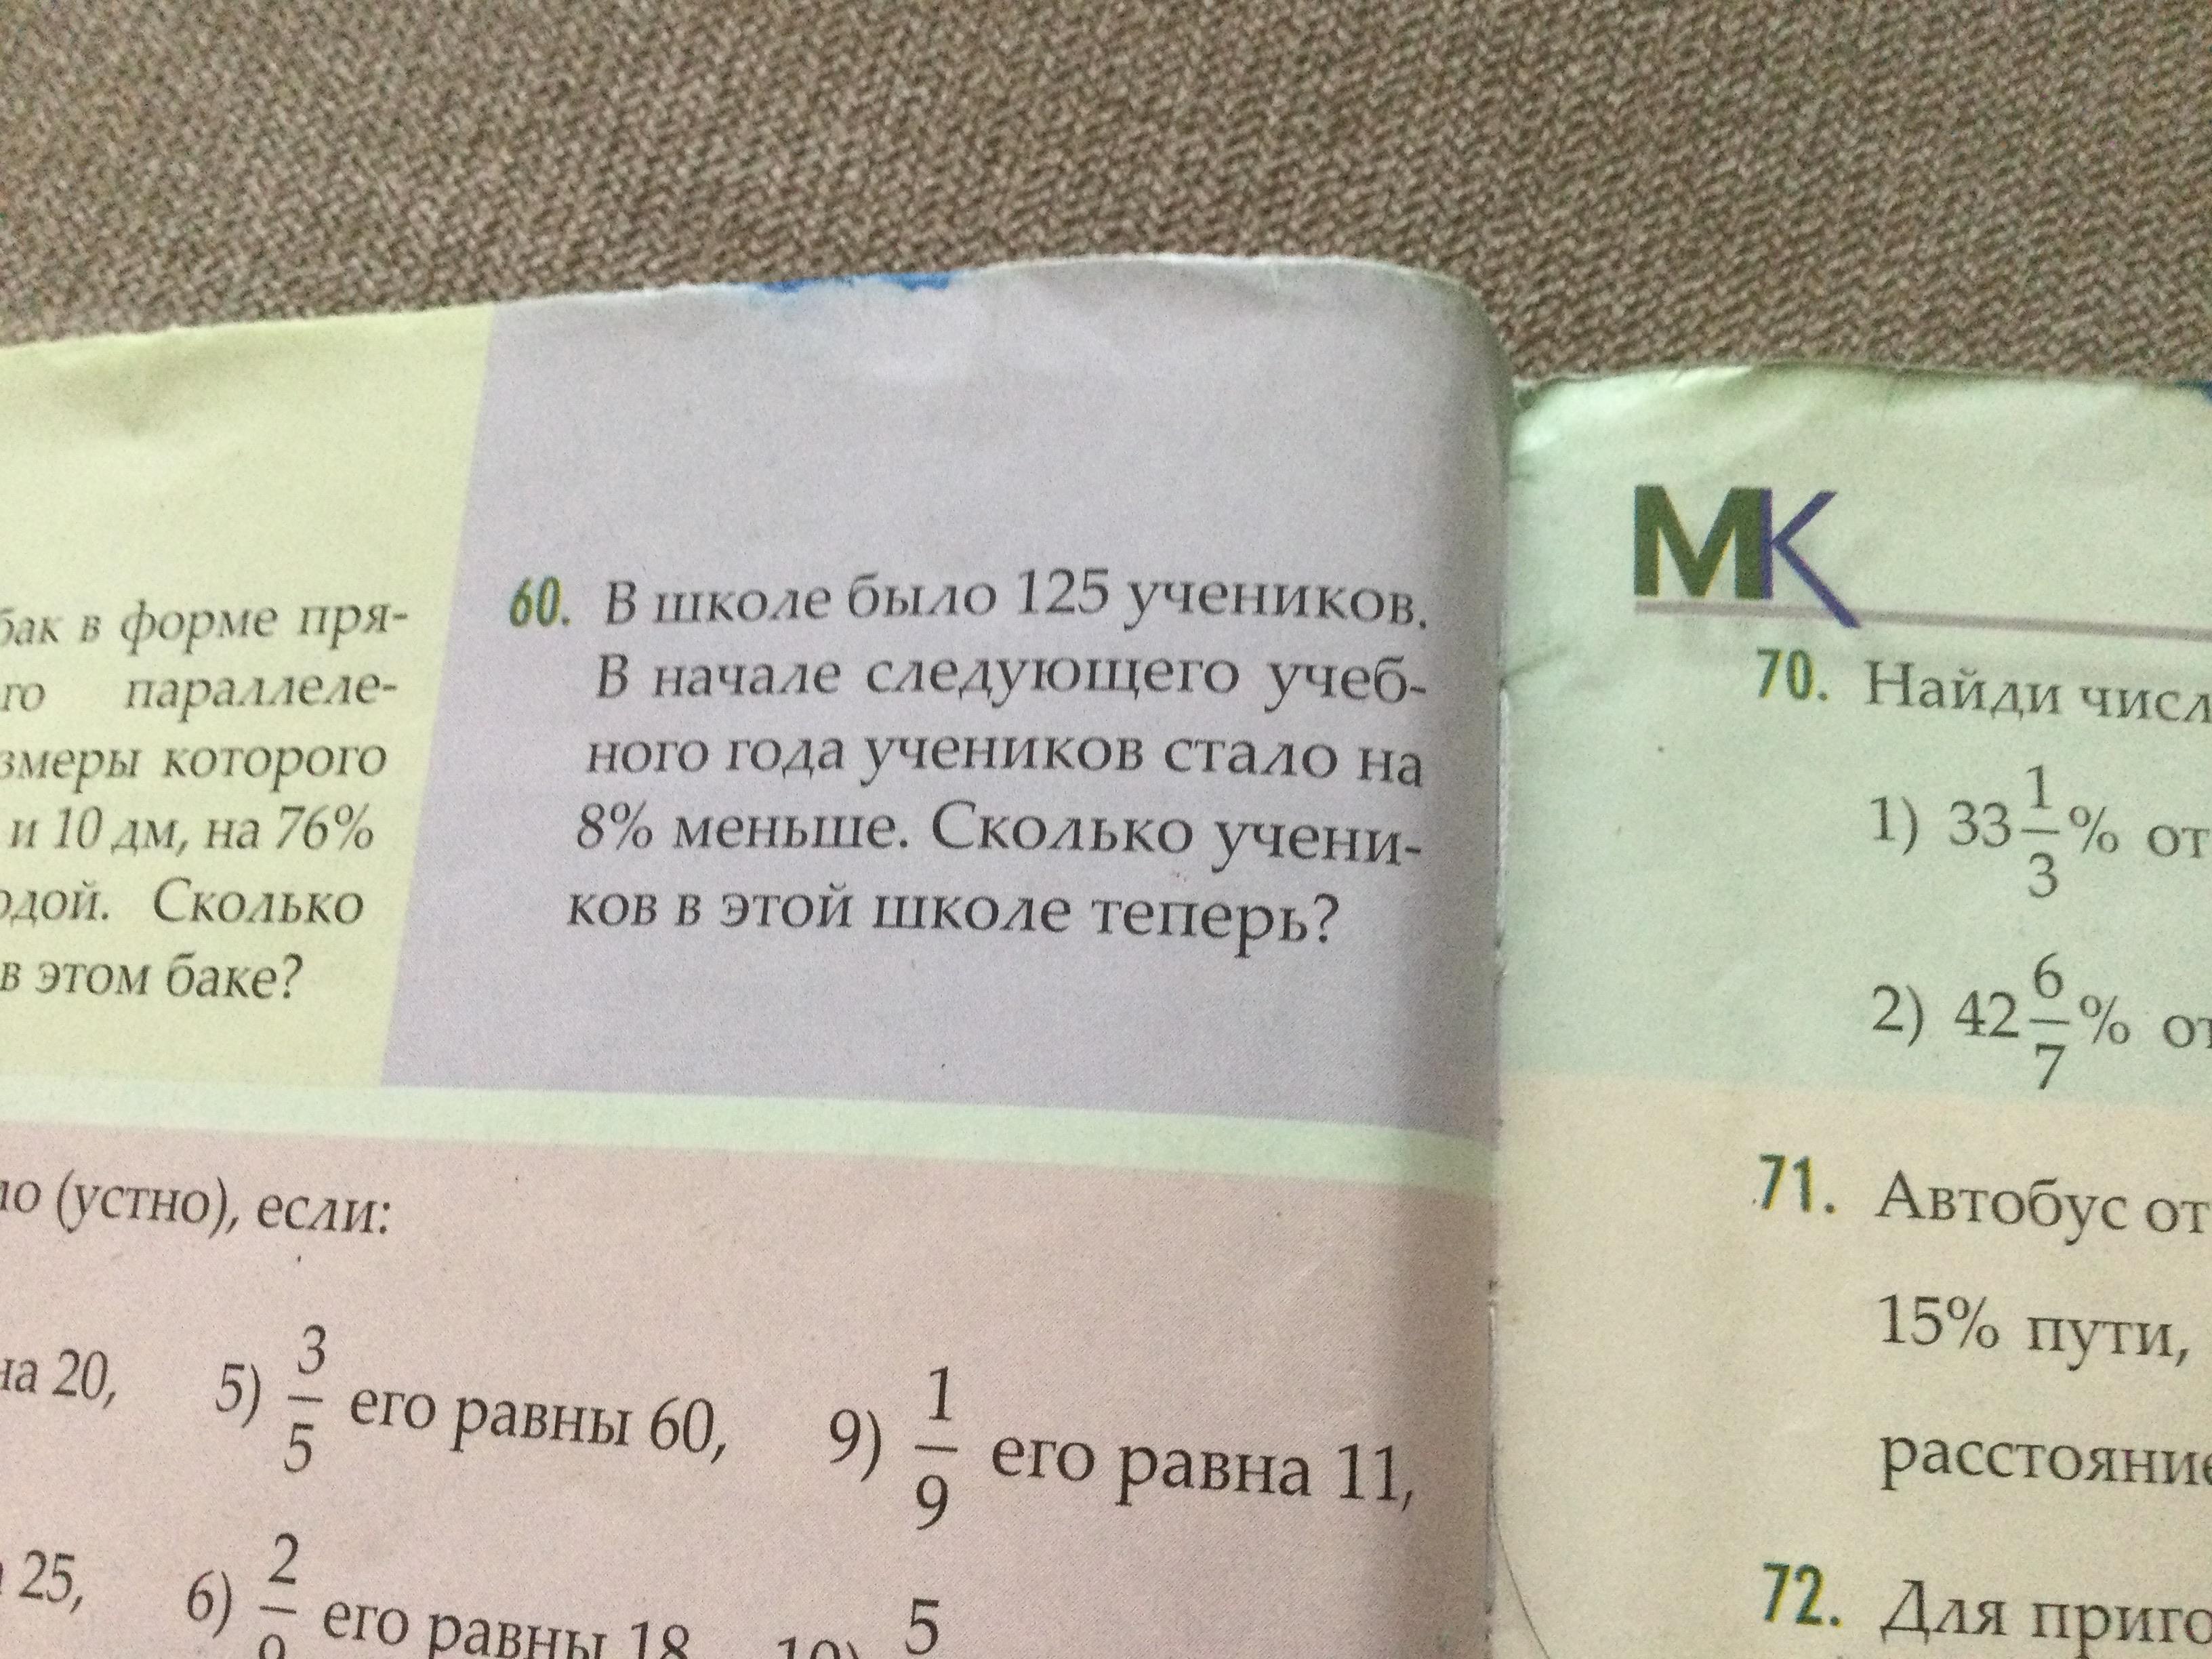 бак в форме пря-
го параллеле-
змеры которого
и 10 дм, на 76%
одой. Сколько
в этом баке?
60. В школе было 125 учеников.
В начале следующего учеб-
ного года учеников стало на
8% меньше. Сколько учени-
ков в этой школе теперь?
ло (устно), если:
на 20, 5) 3/5 его равны 60, 9) 1/9 его равна 11,
25, 6) 2/9 его равны 18 10) 5
МК
70. Найди
1) 33 1/3 % от
2) 42 6/7 % от
71. Автобус от
15% пути,
расстояние
72. Для